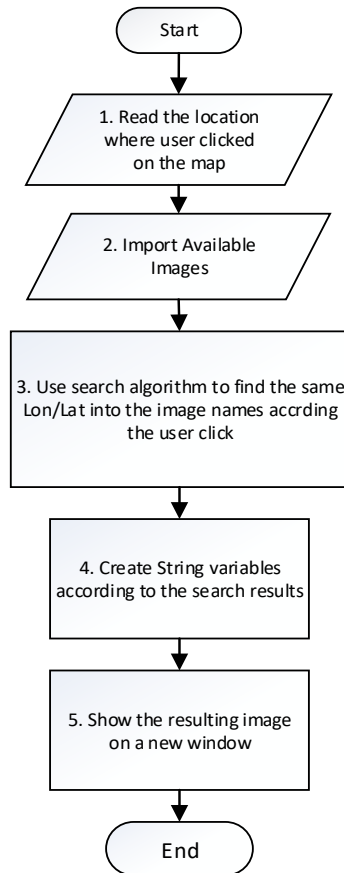 Start
1. Read the location
where user clicked
on the map
2. Import Available
Images
3. Use search algorithm to find the same
Lon/Lat into the image names accrding
the user click
4. Create String variables
according to the search results
5. Show the resulting image
on a new window
End